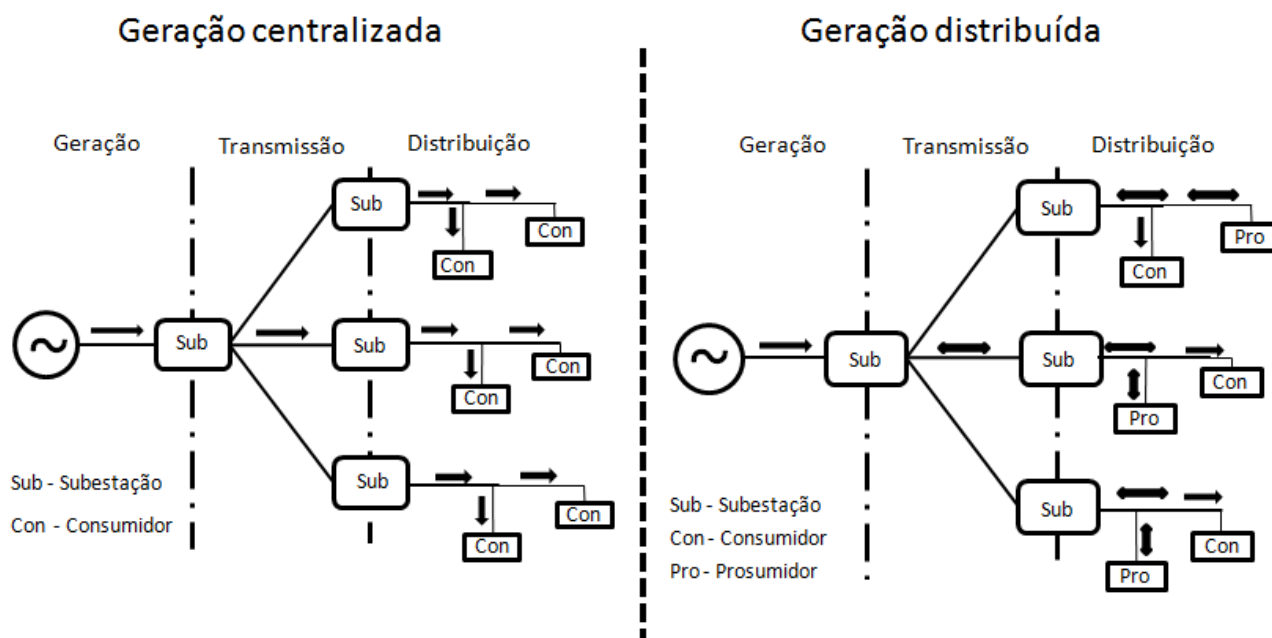 Geração centralizada
Geração Transmissão Distribuição
Sub
Con
Con
Sub
Sub
Con
Con
Sub
Con
Con
Sub - Subestação
Con - Consumidor
Geração distribuída
Geração Transmissão Distribuição
Sub
Pro
Con
Sub
Sub
Con
Pro
Sub
Con
Pro
Sub - Subestação
Con - Consumidor
Pro - Prosumidor